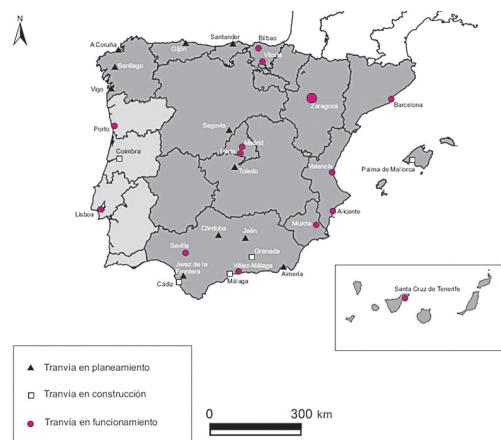 N
A Coruña
Santiago
Vigo
Gijón
Santander
Bilbao
Vitoria
Zaragoza
Barcelona
Porto
Coimbra
Lisboa
Segovia
Madrid
Parla
Toledo
Valencia
Palma de Mallorca
Alicante
Murcia
Córdoba
Jaén
Sevilla
Granada
Jerez de la
Frontera
Vélez-Málaga
Cádiz
Málaga
Almería
Santa Cruz de Tenerife
Tranvía en planeamiento
Tranvía en construcción
Tranvía en funcionamiento
0
300 km